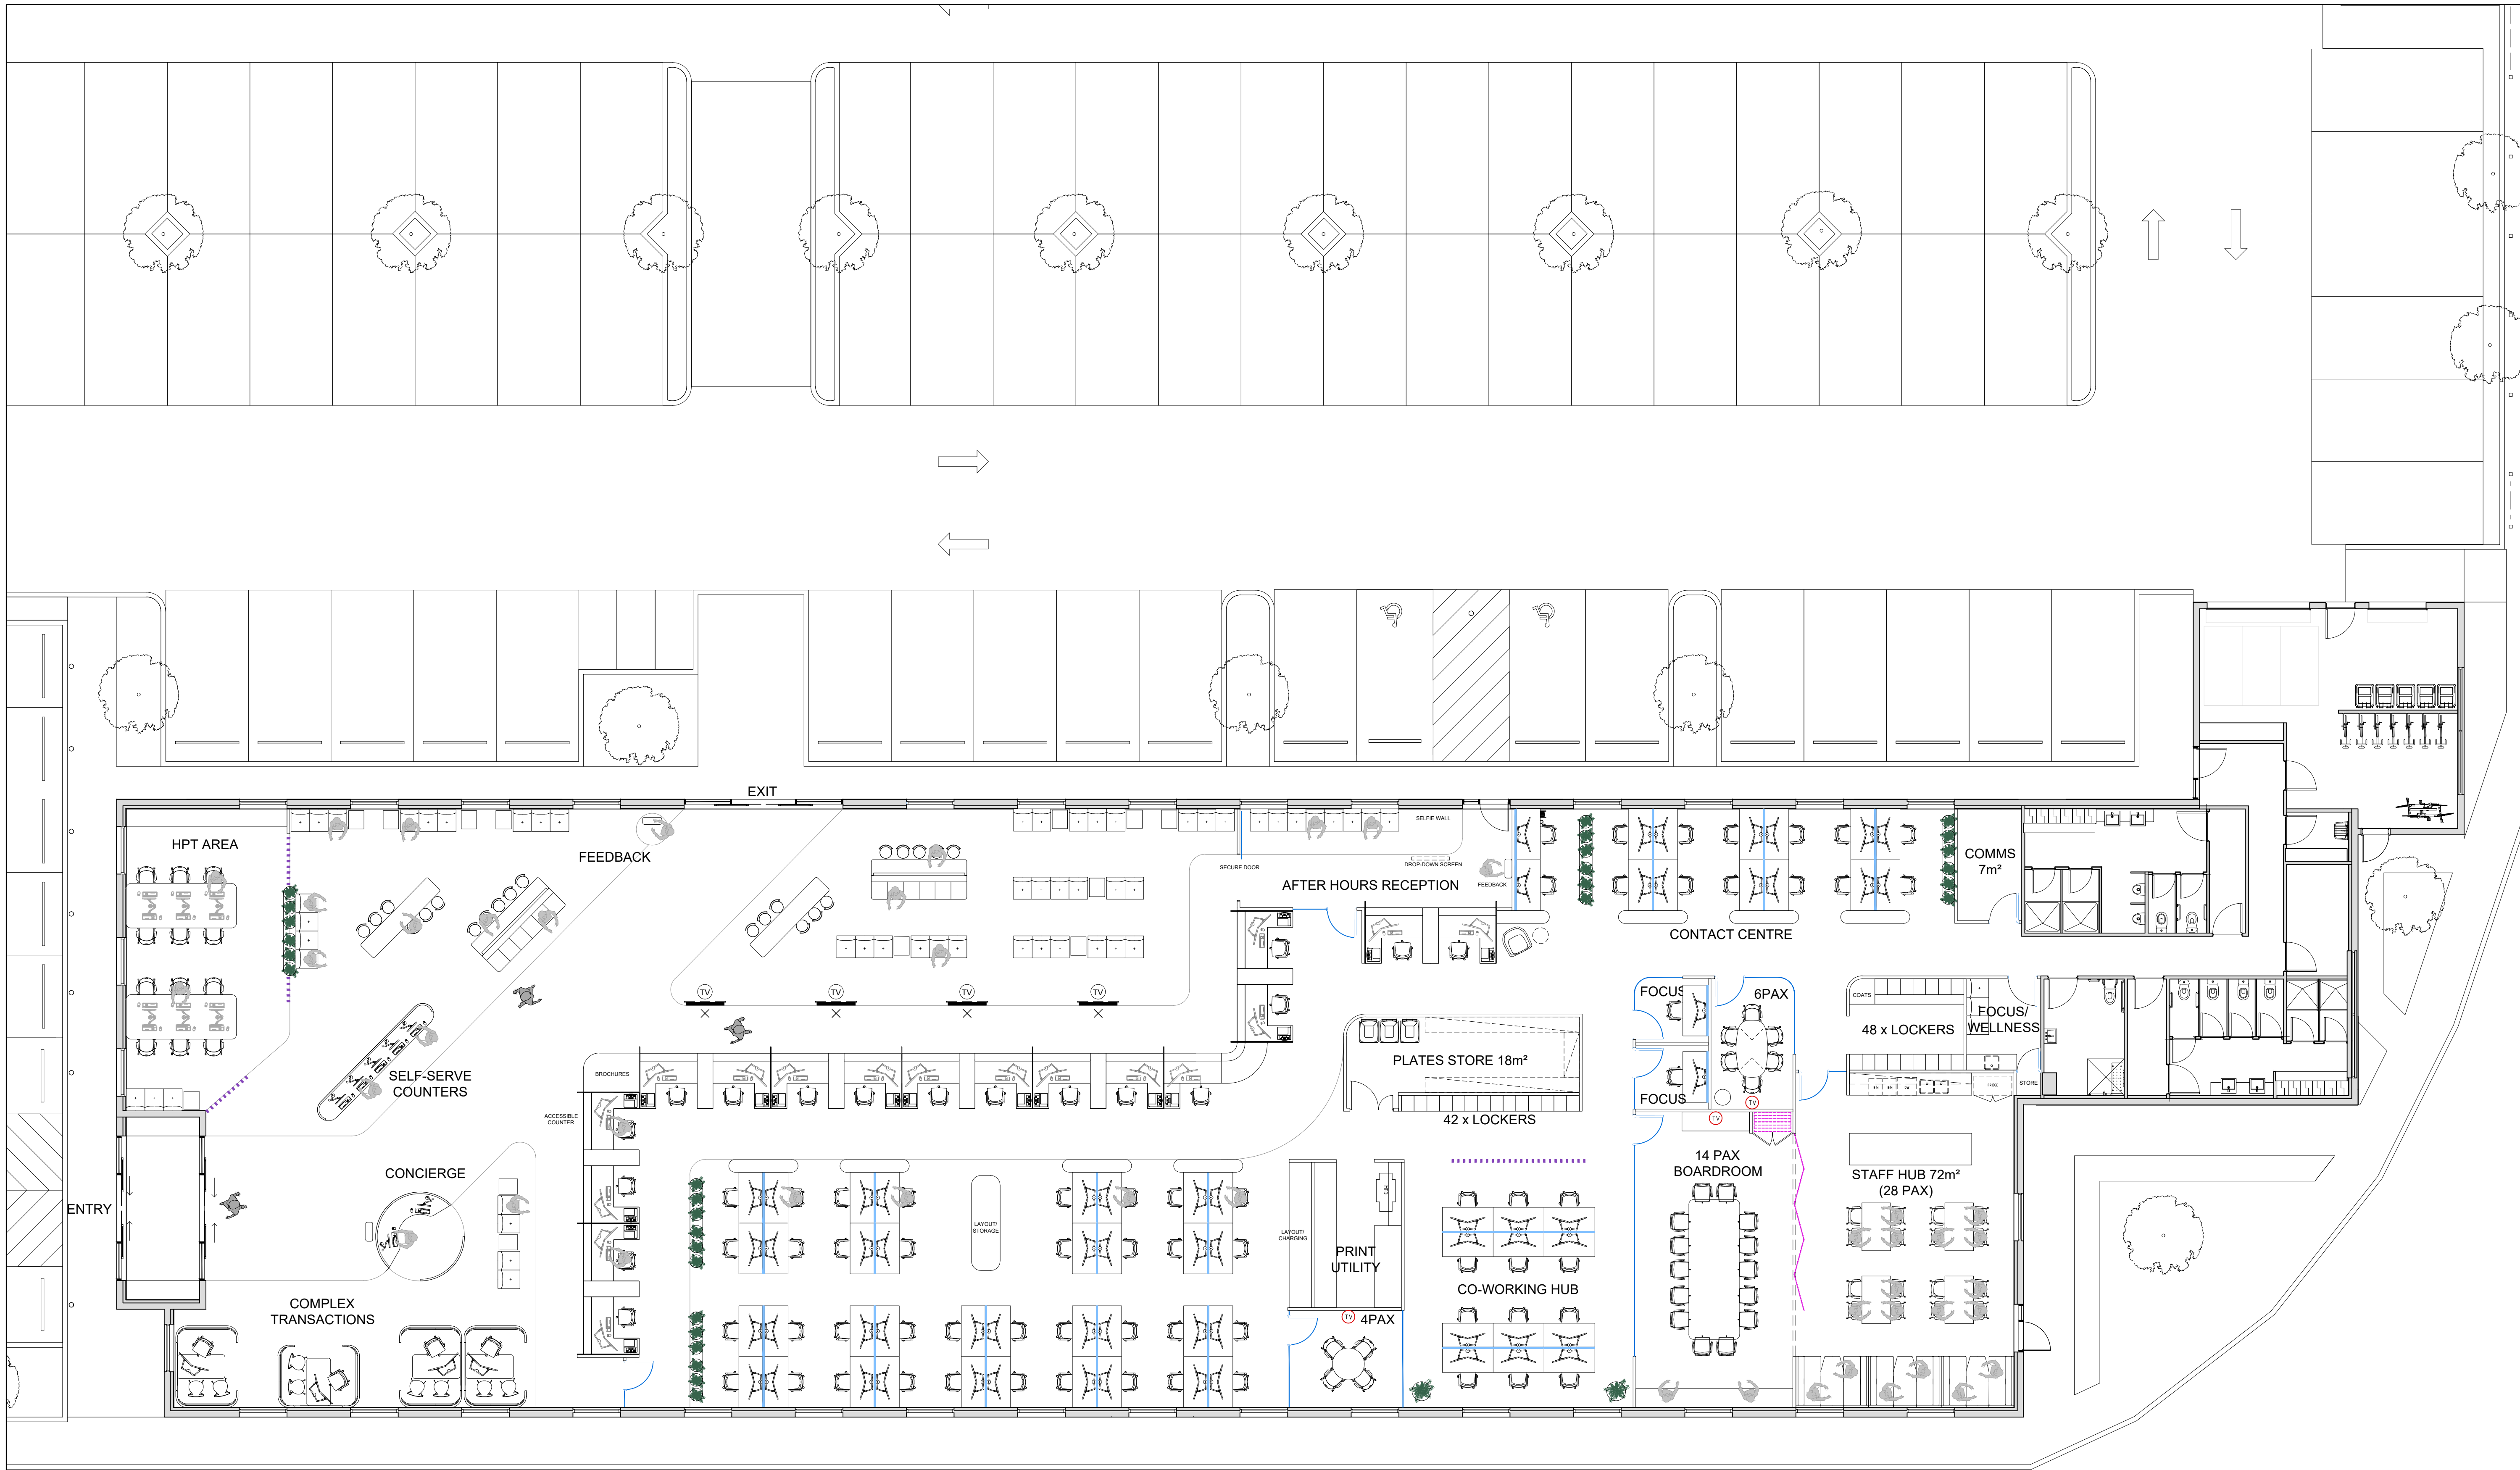 EXIT
HPT AREA
FEEDBACK
SELFIE WALL
SECURE DOOR
DROP-DOWN SCREEN
AFTER HOURS RECEPTION
FEEDBACK
COMMS
7m²
CONTACT CENTRE
TV
TV
TV
TV
FOCUS
6PAX
COATS
48 x LOCKERS
FOCUS/
WELLNESS
PLATES STORE 18m²
SELF-SERVE
COUNTERS
BROCHURES
STORE
FRIDGE
FOCUS
TV
TV
ACCESSIBLE
COUNTER
42 x LOCKERS
14 PAX
BOARDROOM
STAFF HUB 72m²
(28 PAX)
CONCIERGE
ENTRY
LAYOUT/
STORAGE
LAYOUT/
CHARGING
MFD
PRINT
UTILITY
CO-WORKING HUB
COMPLEX
TRANSACTIONS
TV
4PAX